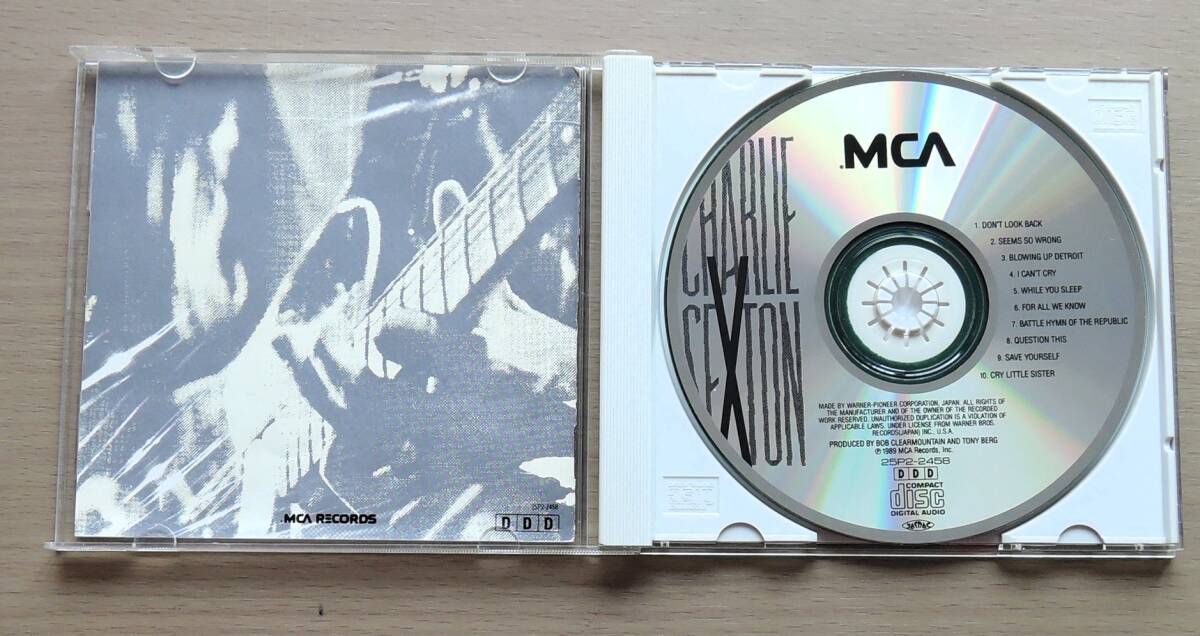 MCA RECORDS
25P2-2458
D D D
CHARLIE
SEXTON
MCA
1. DON'T LOOK BACK
2. SEEMS SO WRONG
3. BLOWING UP DETROIT
4. I CAN'T CRY
5. WHILE YOU SLEEP
6. FOR ALL WE KNOW
7. BATTLE HYMN OF THE REPUBLIC
8. QUESTION THIS
9. SAVE YOURSELF
10. CRY LITTLE SISTER
MADE BY WARNER-PIONEER CORPORATION, JAPAN. ALL RIGHTS OF
THE MANUFACTURER AND OF THE OWNER OF THE RECORDED
WORK RESERVED. UNAUTHORIZED DUPLICATION IS A VIOLATION OF
APPLICABLE LAWS. UNDER LICENSE FROM WARNER BROS.
RECORDS(JAPAN) INC., U.S.A.
PRODUCED BY BOB CLEARMOUNTAIN AND TONY BERG
℗1989 MCA Records, Inc.
25P2-2458
D D D
COMPACT
disc
DIGITAL AUDIO
JASRAC